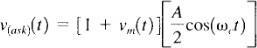 v(ask)(t) = [1 + vm(t)][A/2 cos(ωct)]